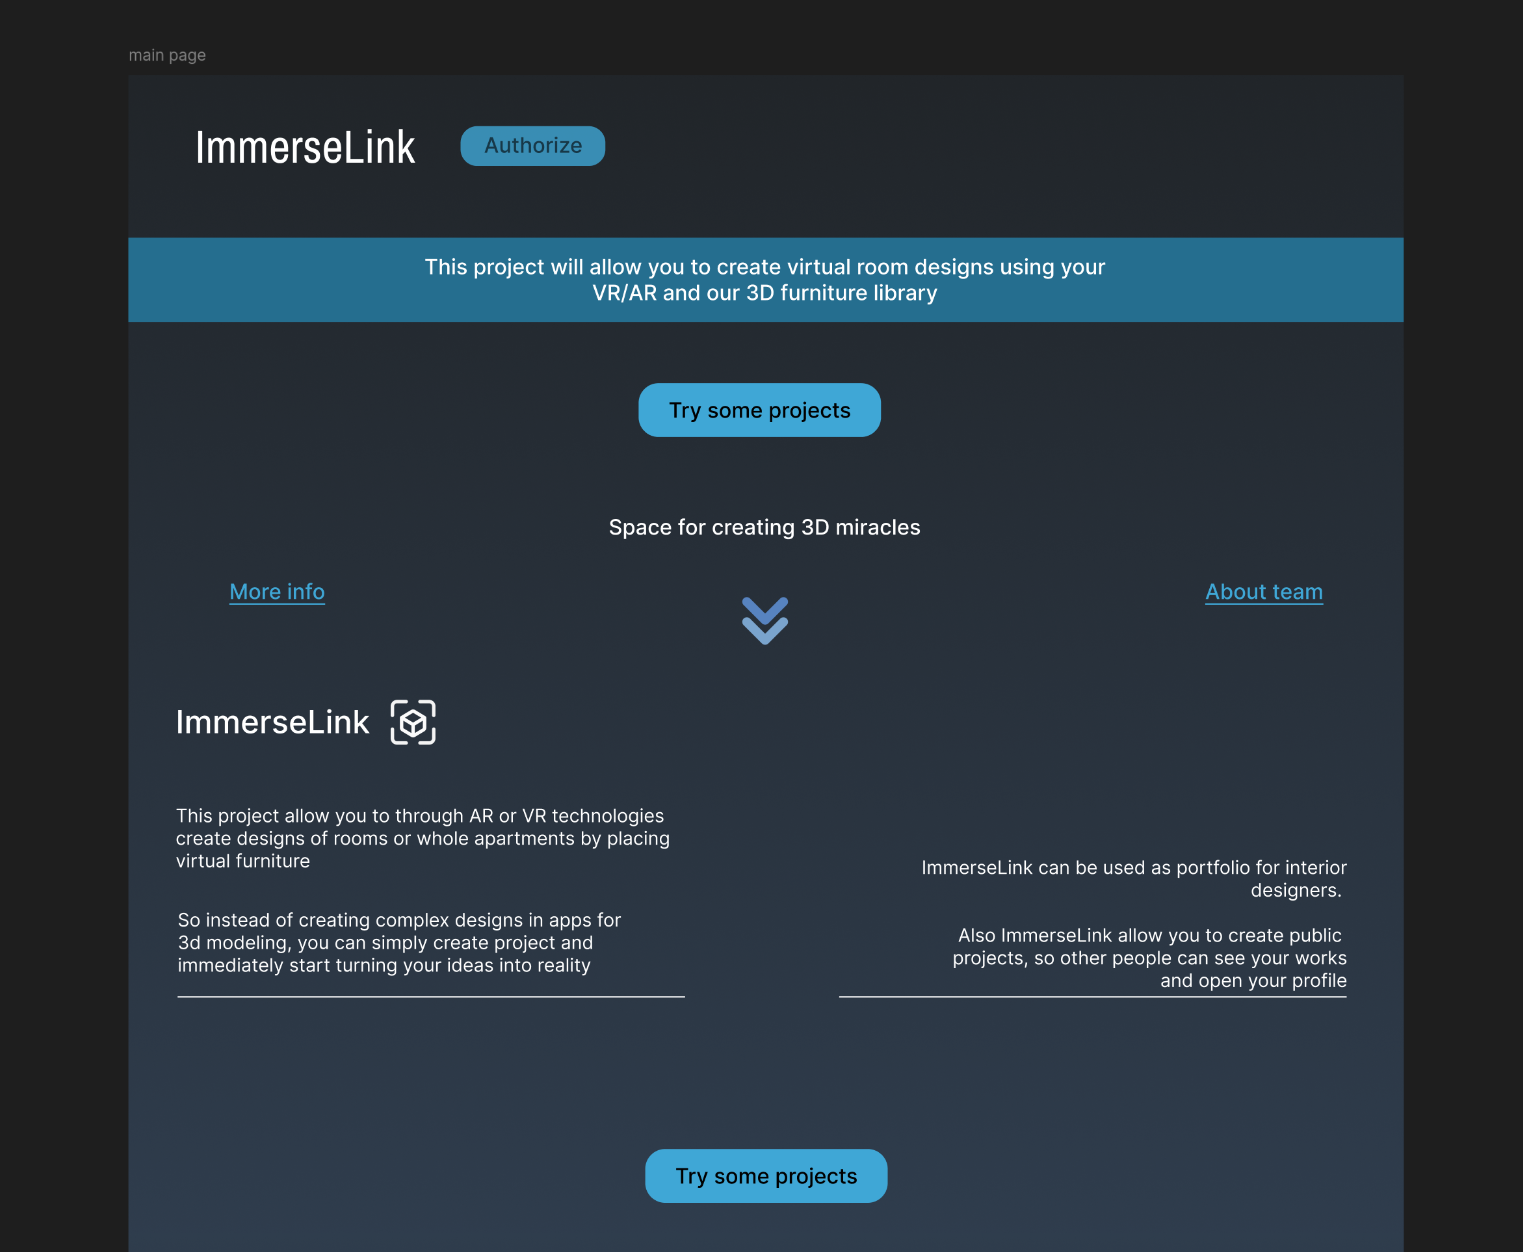 main page
ImmerseLink
Authorize
This project will allow you to create virtual room designs using your
VR/AR and our 3D furniture library
Try some projects
Space for creating 3D miracles
More info
About team
ImmerseLink
This project allow you to through AR or VR technologies
create designs of rooms or whole apartments by placing
virtual furniture
So instead of creating complex designs in apps for
3d modeling, you can simply create project and
immediately start turning your ideas into reality
ImmerseLink can be used as portfolio for interior
designers.
Also ImmerseLink allow you to create public
projects, so other people can see your works
and open your profile
Try some projects